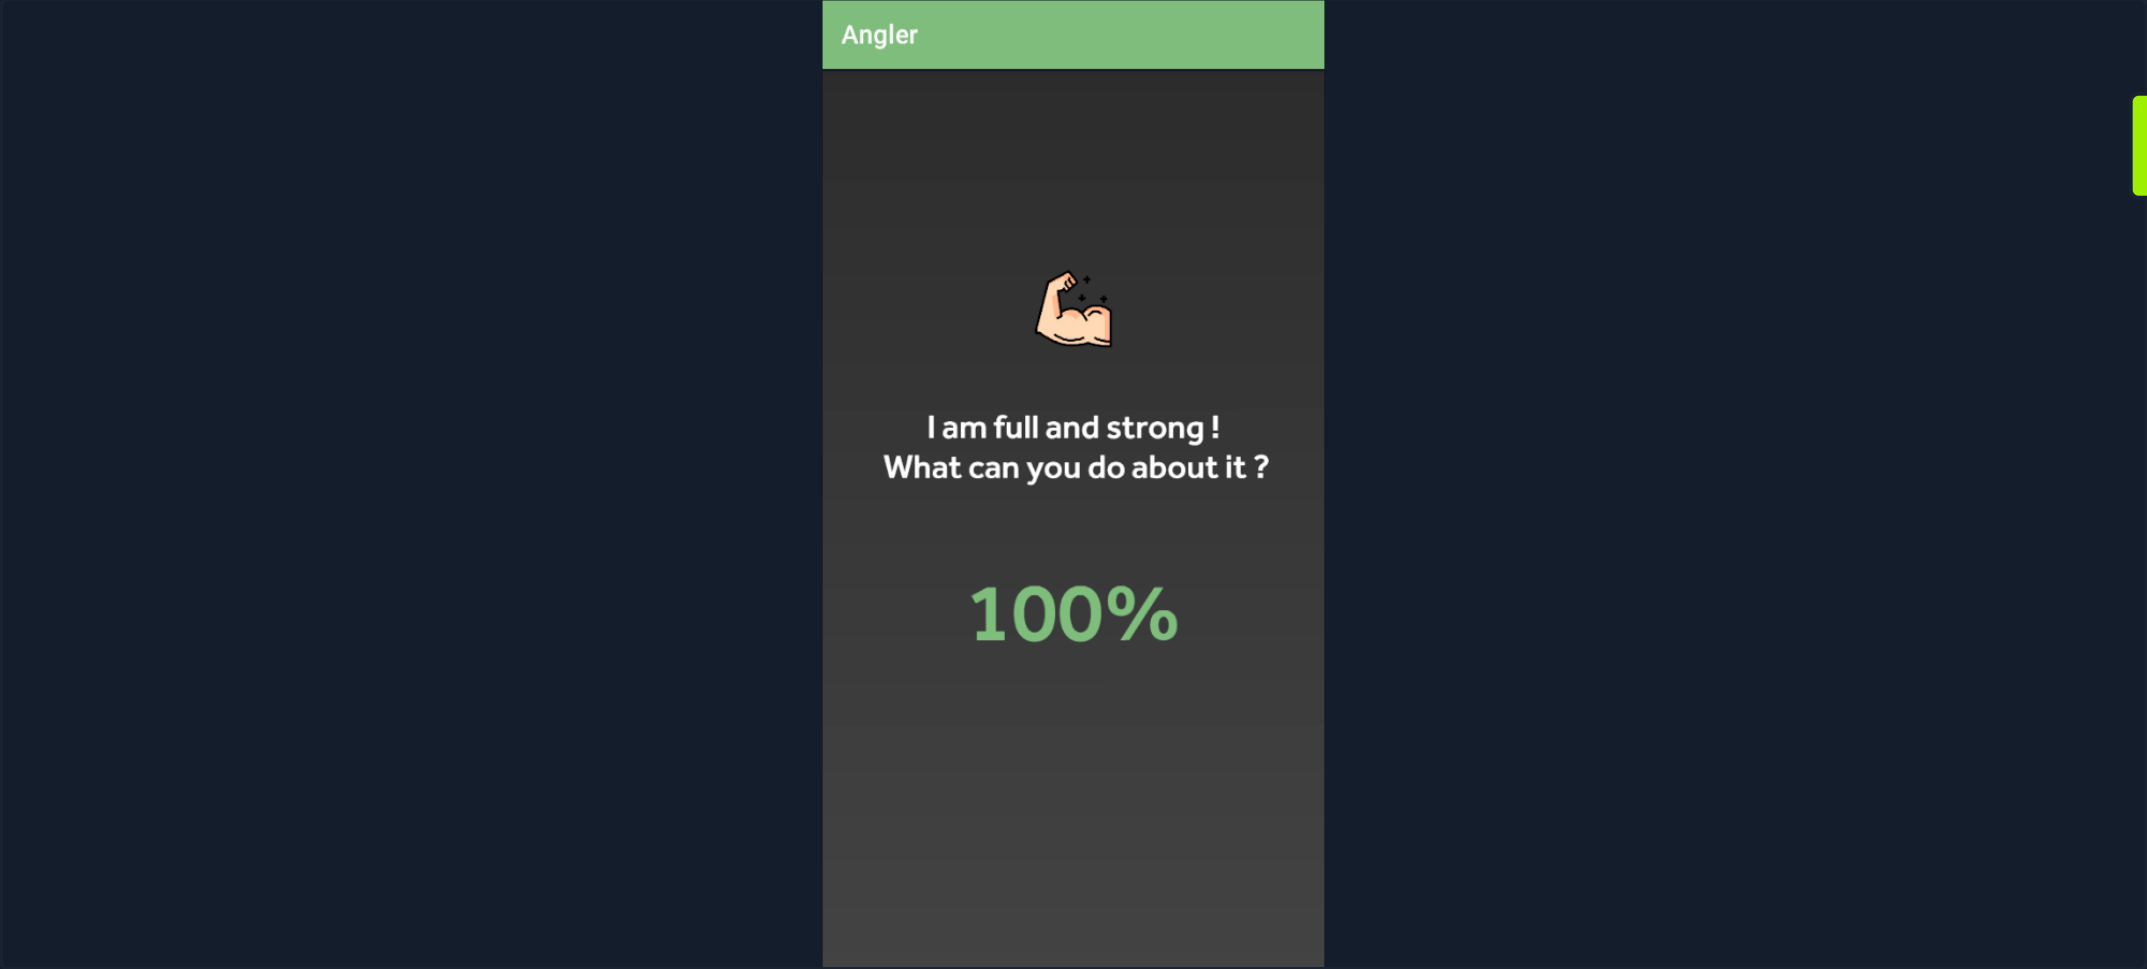 Angler
I am full and strong !
What can you do about it ?
100%